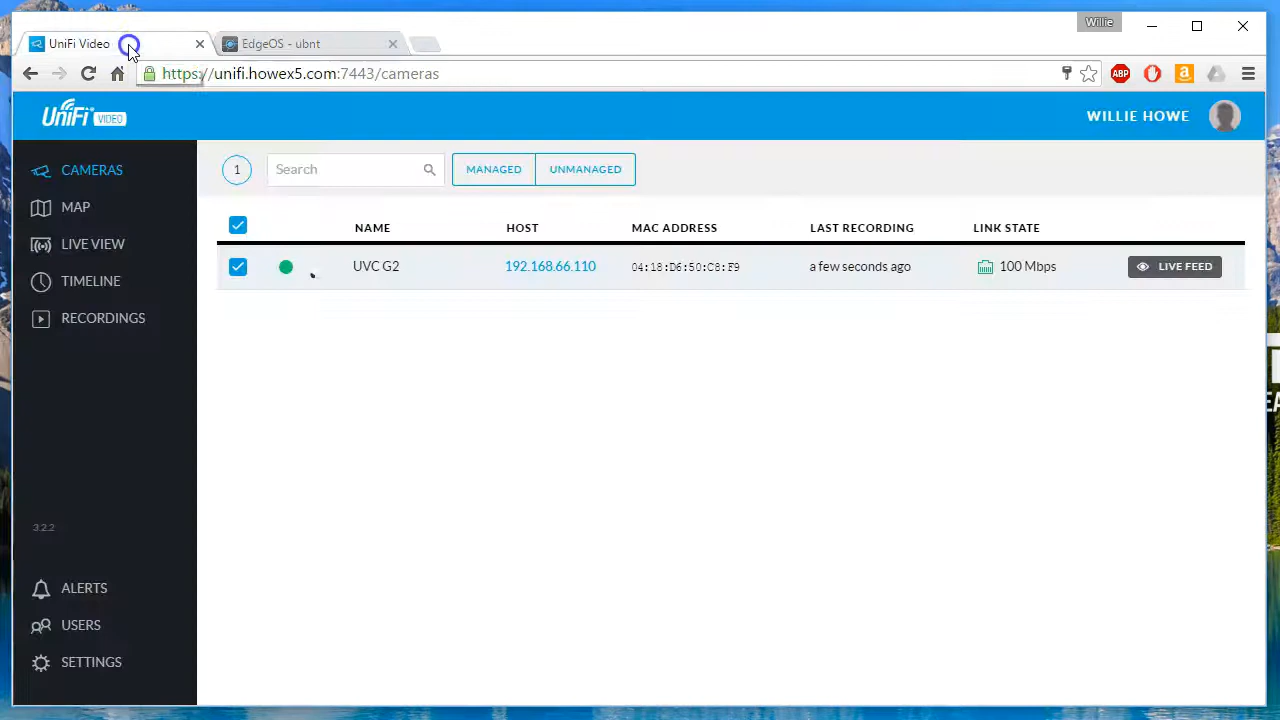 Willie
UniFi Video
EdgeOS - ubnt
https://unifi.howex5.com:7443/cameras
ABP
UniFi VIDEO
WILLIE HOWE
CAMERAS
MAP
LIVE VIEW
TIMELINE
RECORDINGS
3.2.2
ALERTS
USERS
SETTINGS
1
Search
MANAGED
UNMANAGED
NAME HOST MAC ADDRESS LAST RECORDING LINK STATE
UVC G2 192.168.66.110 04:18:D6:50:C8:F9 a few seconds ago 100 Mbps LIVE FEED